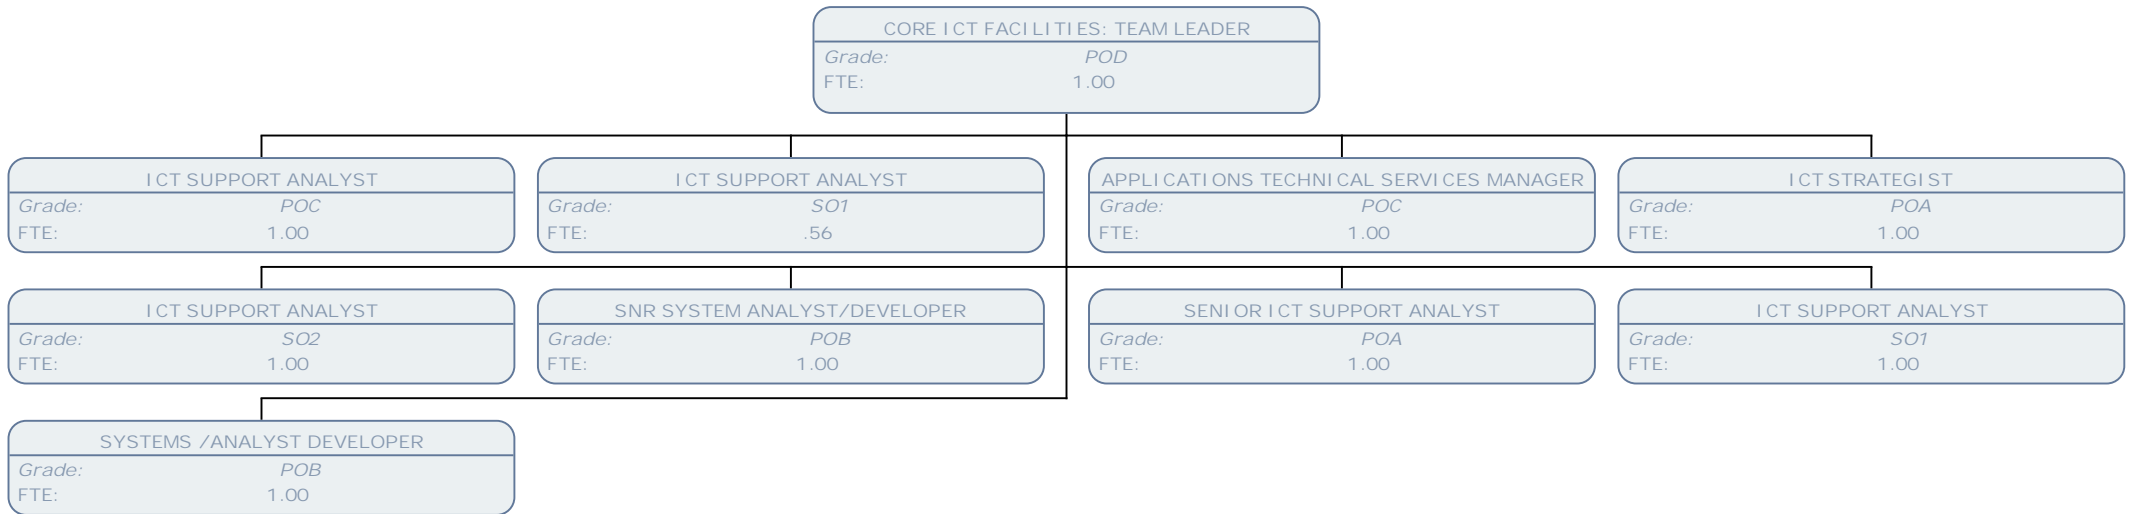 CORE ICT FACILITIES: TEAM LEADER
Grade: POD
FTE: 1.00
ICT SUPPORT ANALYST
Grade: POC
FTE: 1.00
ICT SUPPORT ANALYST
Grade: SO1
FTE: .56
APPLICATIONS TECHNICAL SERVICES MANAGER
Grade: POC
FTE: 1.00
ICT STRATEGIST
Grade: POA
FTE: 1.00
ICT SUPPORT ANALYST
Grade: SO2
FTE: 1.00
SNR SYSTEM ANALYST/DEVELOPER
Grade: POB
FTE: 1.00
SENIOR ICT SUPPORT ANALYST
Grade: POA
FTE: 1.00
ICT SUPPORT ANALYST
Grade: SO1
FTE: 1.00
SYSTEMS /ANALYST DEVELOPER
Grade: POB
FTE: 1.00